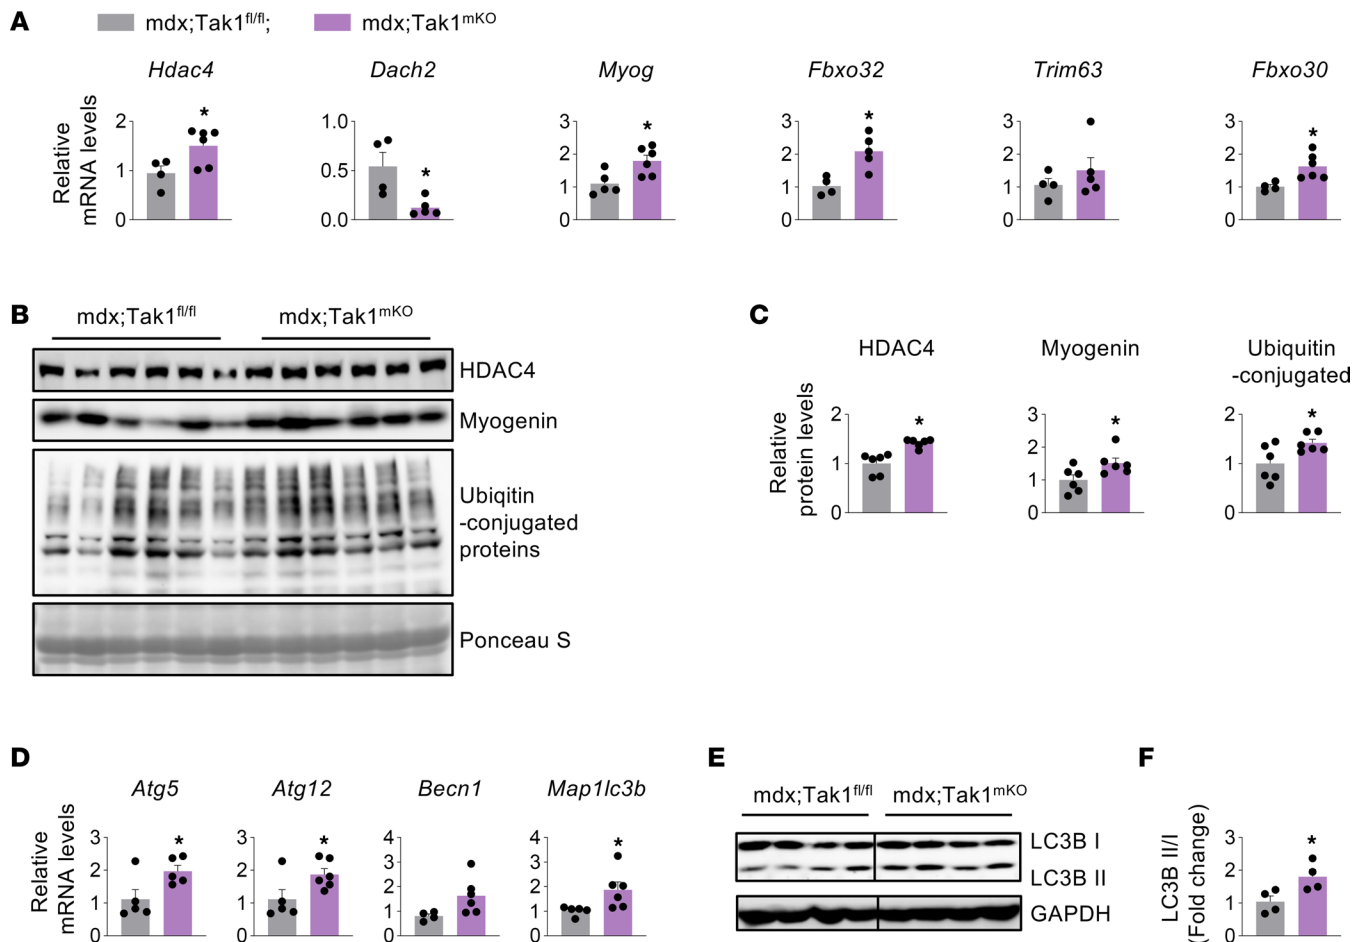 A
mdx;Tak1fl/fl; mdx;Tak1mKO
Hdac4 Dach2 Myog Fbxo32 Trim63 Fbxo30
Relative
mRNA levels
2
1
0
*
1.0
0.5
0.0
*
3
2
1
0
*
3
2
1
0
*
3
2
1
0
3
2
1
0
*
B
mdx;Tak1fl/fl mdx;Tak1mKO
HDAC4
Myogenin
Ubiqitin
-conjugated
proteins
Ponceau S
C
HDAC4 Myogenin Ubiquitin
-conjugated
Relative
protein levels
2
1
0
*
3
2
1
0
*
2
1
0
*
D
Atg5 Atg12 Becn1 Map1lc3b
Relative
mRNA levels
3
2
1
0
*
3
2
1
0
*
4
3
2
1
0
4
3
2
1
0
*
E
mdx;Tak1fl/fl mdx;Tak1mKO
LC3B I
LC3B II
GAPDH
F
LC3B II/I
(Fold change)
3
2
1
0
*